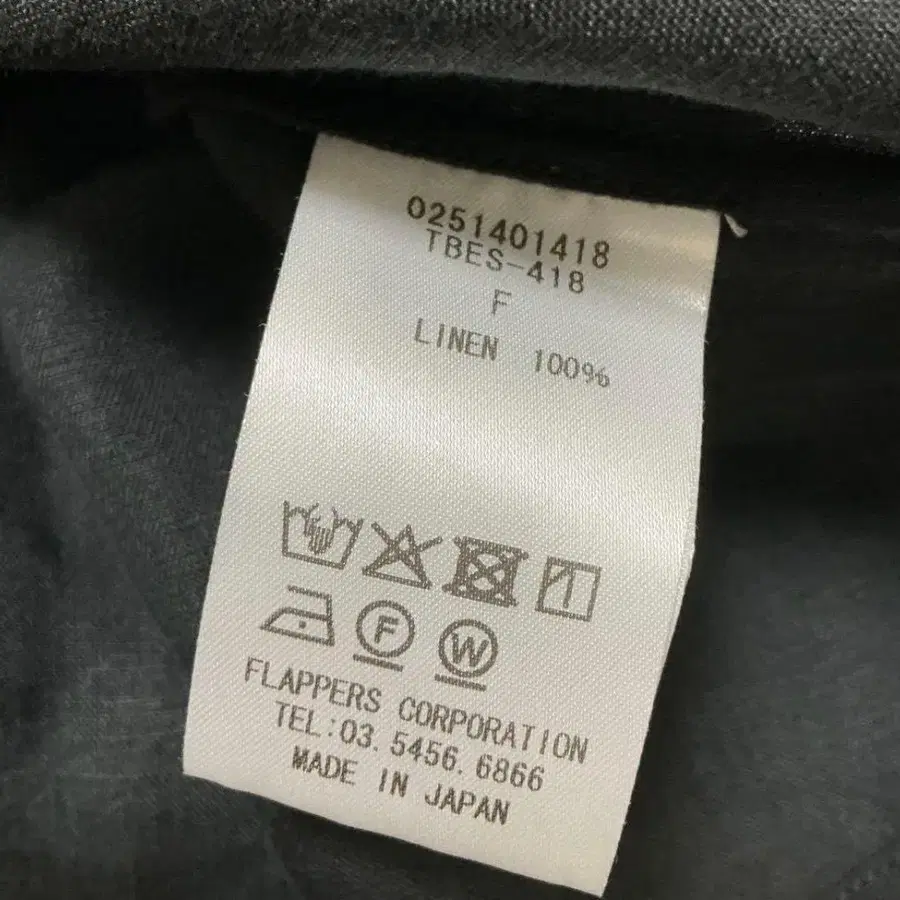 0251401418
TBES-418
F
LINEN 100%
F W
FLAPPERS CORPORATION
TEL:03.5456.6866
MADE IN JAPAN